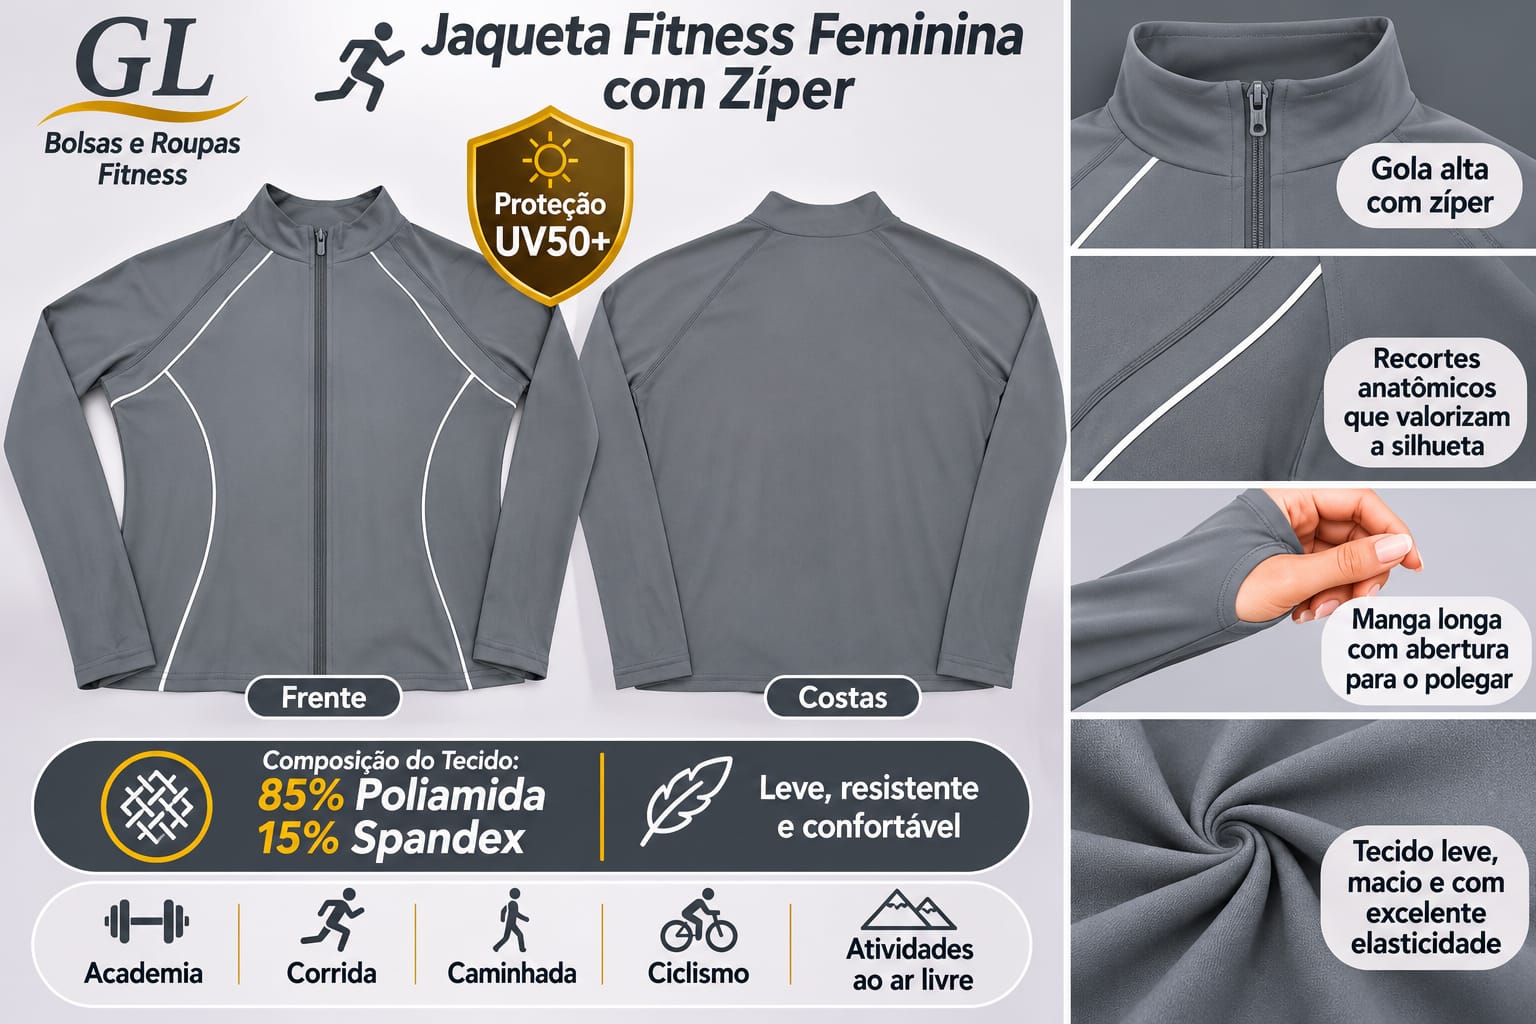 GL
Bolsas e Roupas
Fitness
Jaqueta Fitness Feminina
com Zíper
Proteção
UV50+
Frente
Costas
Gola alta
com zíper
Recortes
anatômicos
que valorizam
a silhueta
Manga longa
com abertura
para o polegar
Tecido leve,
macio e com
excelente
elasticidade
Composição do Tecido:
85% Poliamida
15% Spandex
Leve, resistente
e confortável
Academia
Corrida
Caminhada
Ciclismo
Atividades
ao ar livre